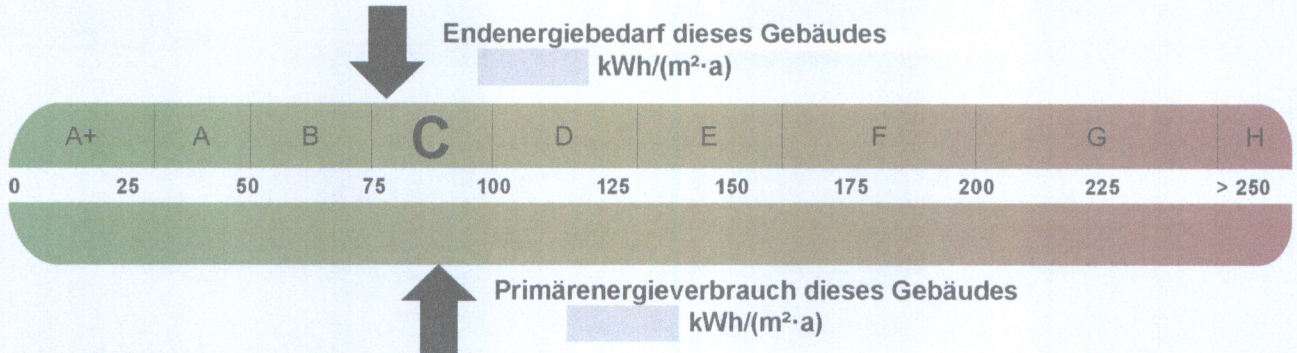 Endenergiebedarf dieses Gebäudes
kWh/(m²·a)
A+ A B C D E F G H
0 25 50 75 100 125 150 175 200 225 > 250
Primärenergieverbrauch dieses Gebäudes
kWh/(m²·a)